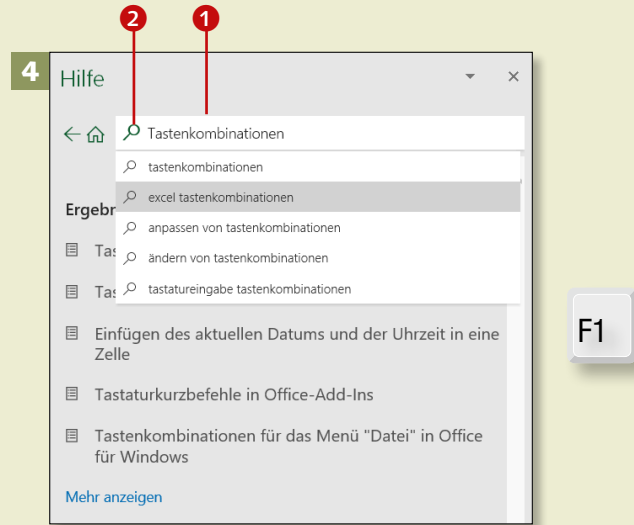 2 1
4
Hilfe
Tastenkombinationen
tastenkombinationen
excel tastenkombinationen
anpassen von tastenkombinationen
ändern von tastenkombinationen
tastatureingabe tastenkombinationen
Einfügen des aktuellen Datums und der Uhrzeit in eine
Zelle
Tastaturkurzbefehle in Office-Add-Ins
Tastenkombinationen für das Menü "Datei" in Office
für Windows
Mehr anzeigen
F1